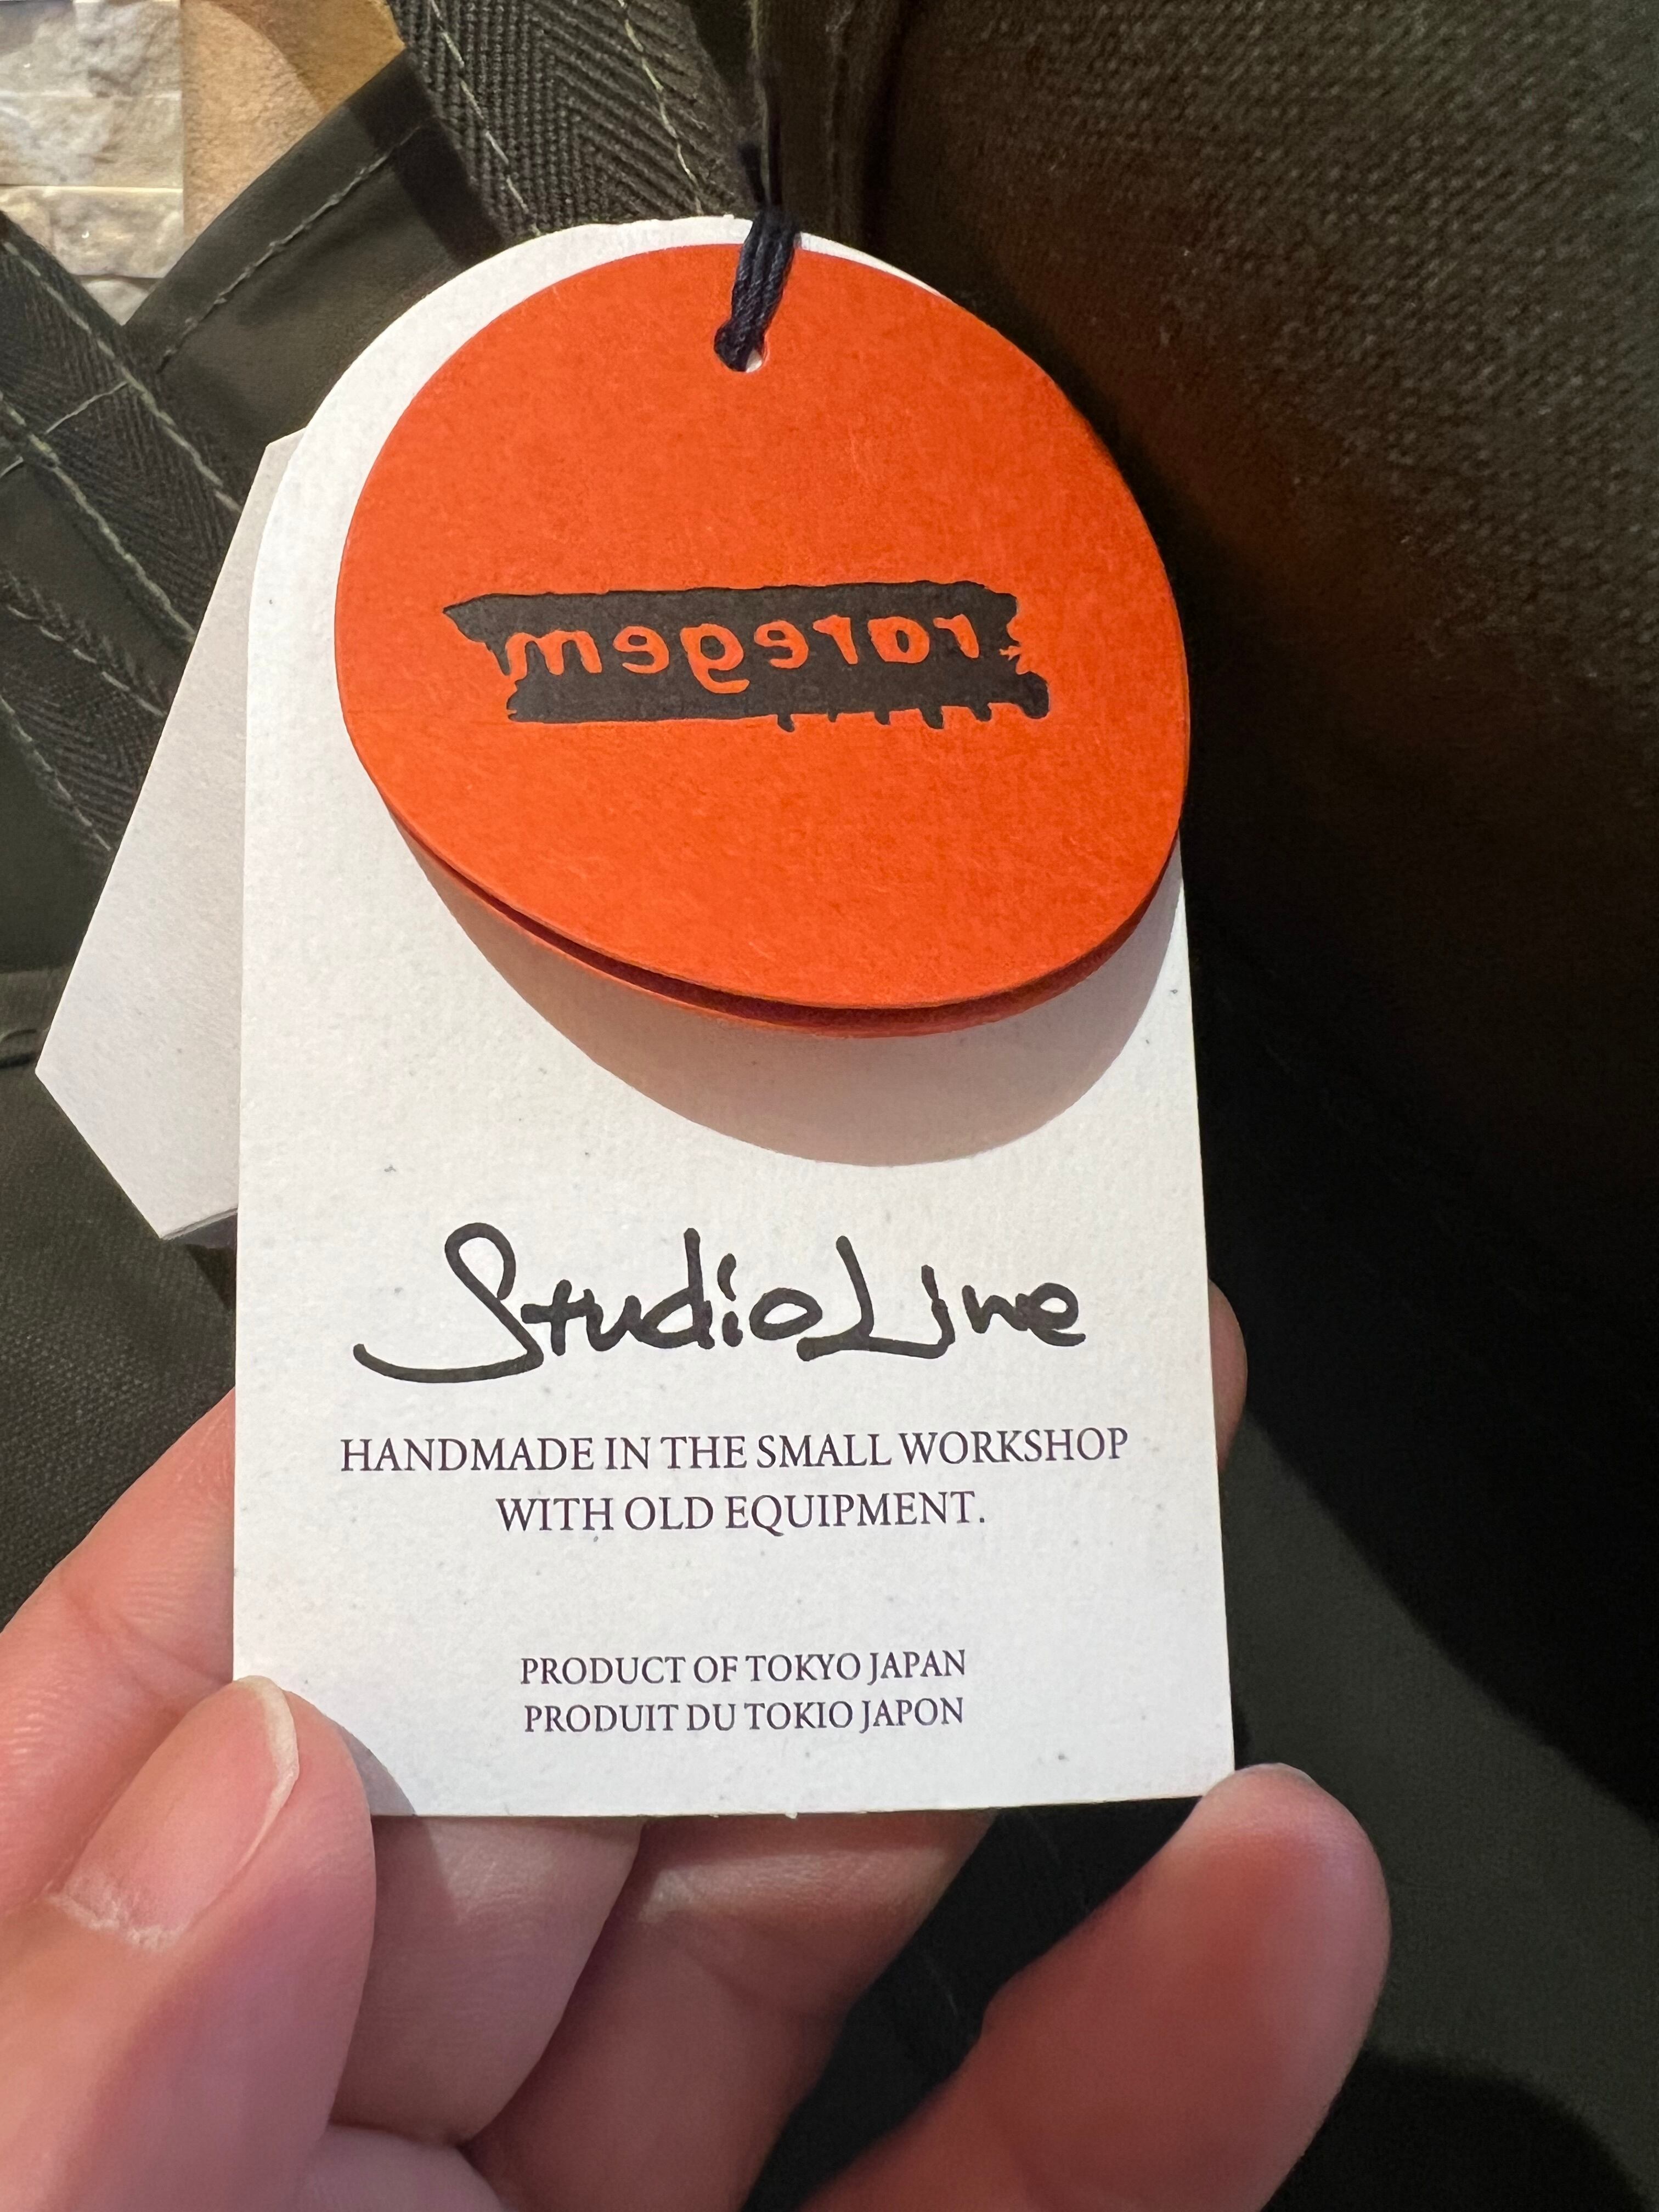 raregem
StudioLine
HANDMADE IN THE SMALL WORKSHOP
WITH OLD EQUIPMENT.
PRODUCT OF TOKYO JAPAN
PRODUIT DU TOKIO JAPON